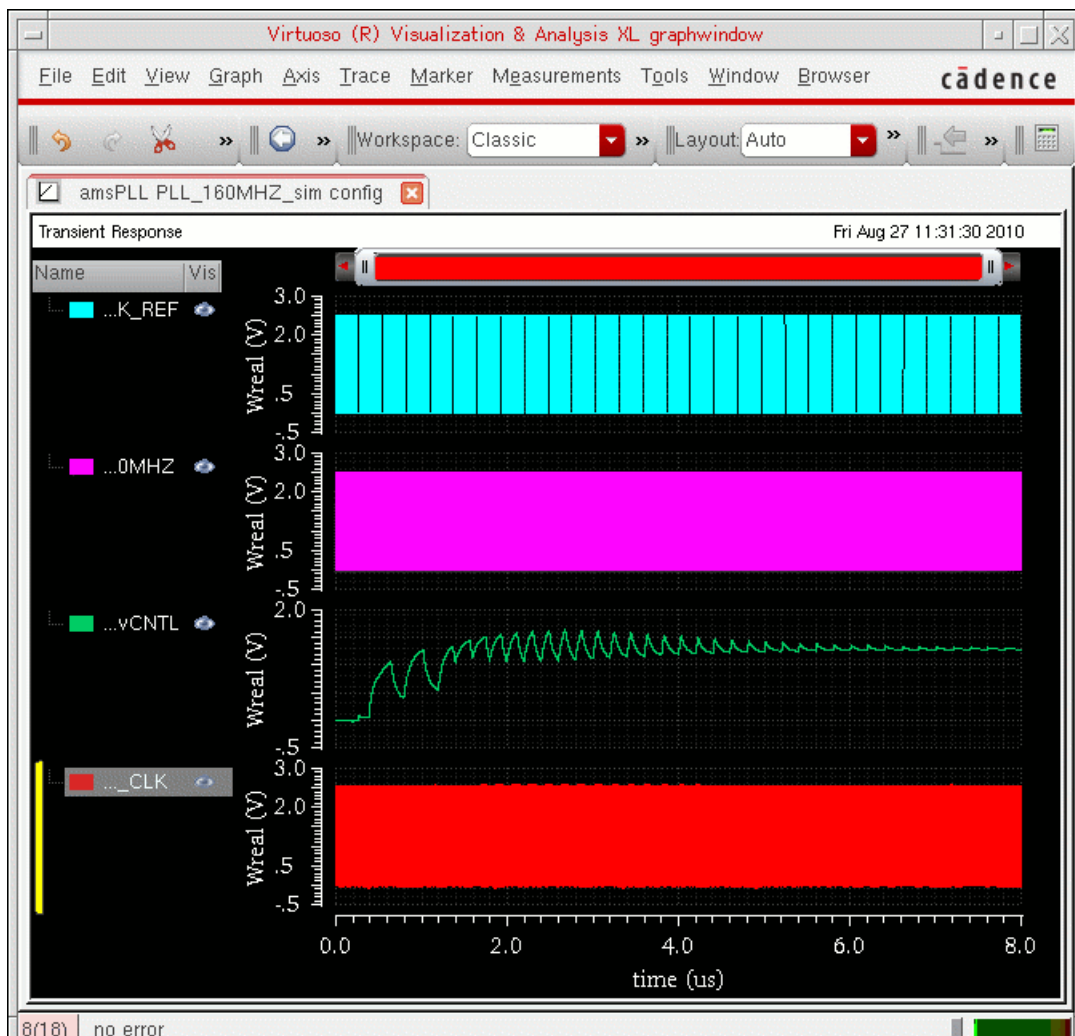 Virtuoso (R) Visualization & Analysis XL graphwindow
File Edit View Graph Axis Trace Marker Measurements Tools Window Browser cādence
» » Workspace: Classic » Layout: Auto » »
amsPLL PLL_160MHZ_sim config
Transient Response Fri Aug 27 11:31:30 2010
Name Vis
...K_REF
3.0
2.0
.5
-.5
Wreal (V)
...0MHZ
3.0
2.0
.5
-.5
Wreal (V)
...vCNTL
2.0
-.5
Wreal (V)
..._CLK
3.0
2.0
.5
-.5
Wreal (V)
0.0 2.0 4.0 6.0 8.0
time (us)
8(18) no error